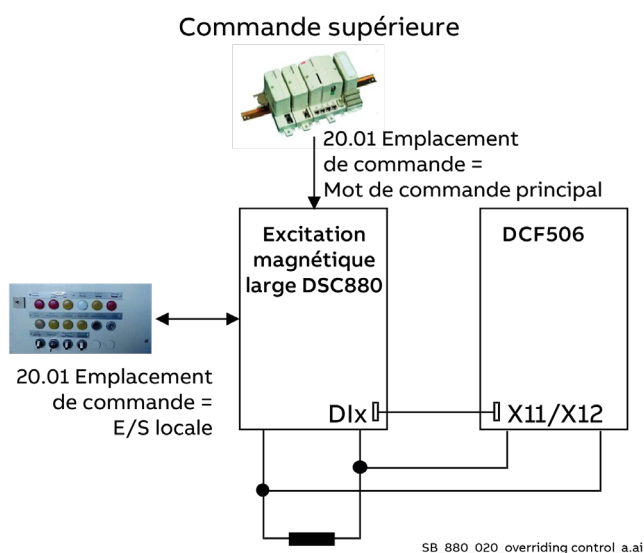 Commande supérieure
20.01 Emplacement
de commande =
Mot de commande principal
Excitation
magnétique
large DSC880
DCF506
20.01 Emplacement
de commande =
E/S locale
DIx
X11/X12
SB_880_020_overriding control_a.ai